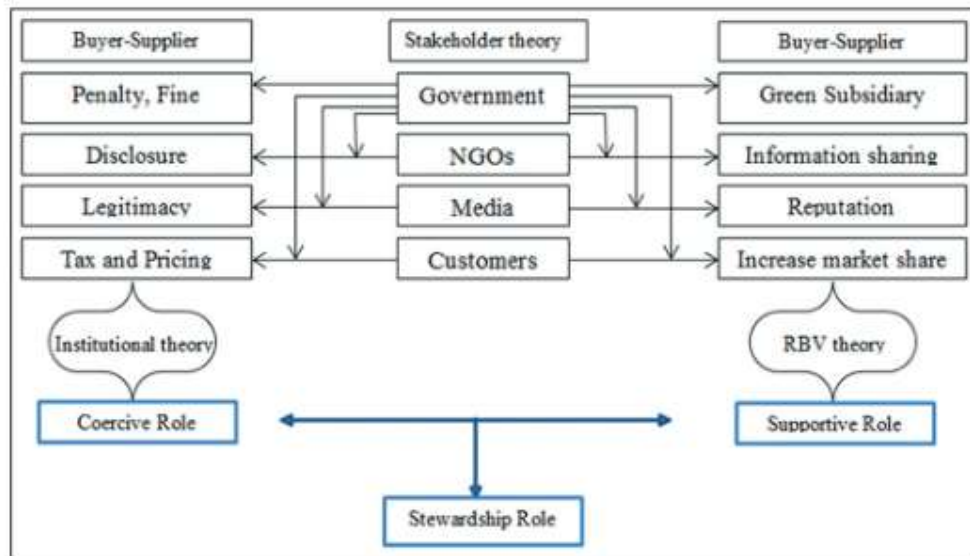 Buyer-Supplier
Stakeholder theory
Buyer-Supplier
Penalty, Fine
Government
Green Subsidiary
Disclosure
NGOs
Information sharing
Legitimacy
Media
Reputation
Tax and Pricing
Customers
Increase market share
Institutional theory
RBV theory
Coercive Role
Supportive Role
Stewardship Role